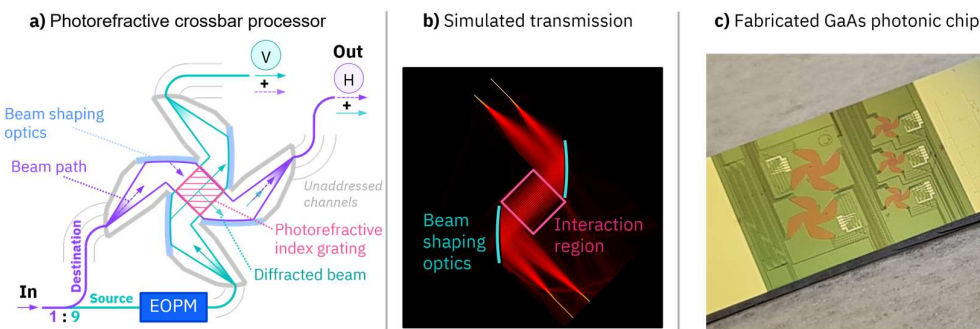 a) Photorefractive crossbar processor
V
+
Out
H
+
Beam shaping
optics
Beam path
Unaddressed
channels
Photorefractive
index grating
Diffracted beam
Destination
In
Source
1 : 9
EOPM
b) Simulated transmission
Beam
shaping
optics
Interaction
region
c) Fabricated GaAs photonic chip